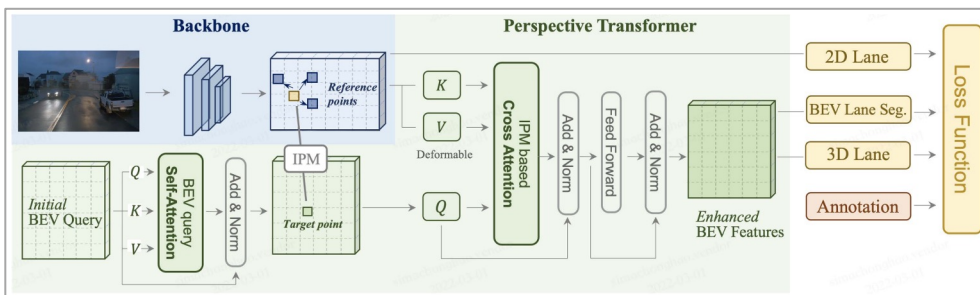 Backbone
Perspective Transformer
Reference
points
K
V
Deformable
IPM
Initial
BEV Query
Q
K
V
BEV query
Self-Attention
Add & Norm
Target point
Q
IPM based
Cross Attention
Add & Norm
Feed Forward
Add & Norm
Enhanced
BEV Features
2D Lane
BEV Lane Seg.
3D Lane
Annotation
Loss Function